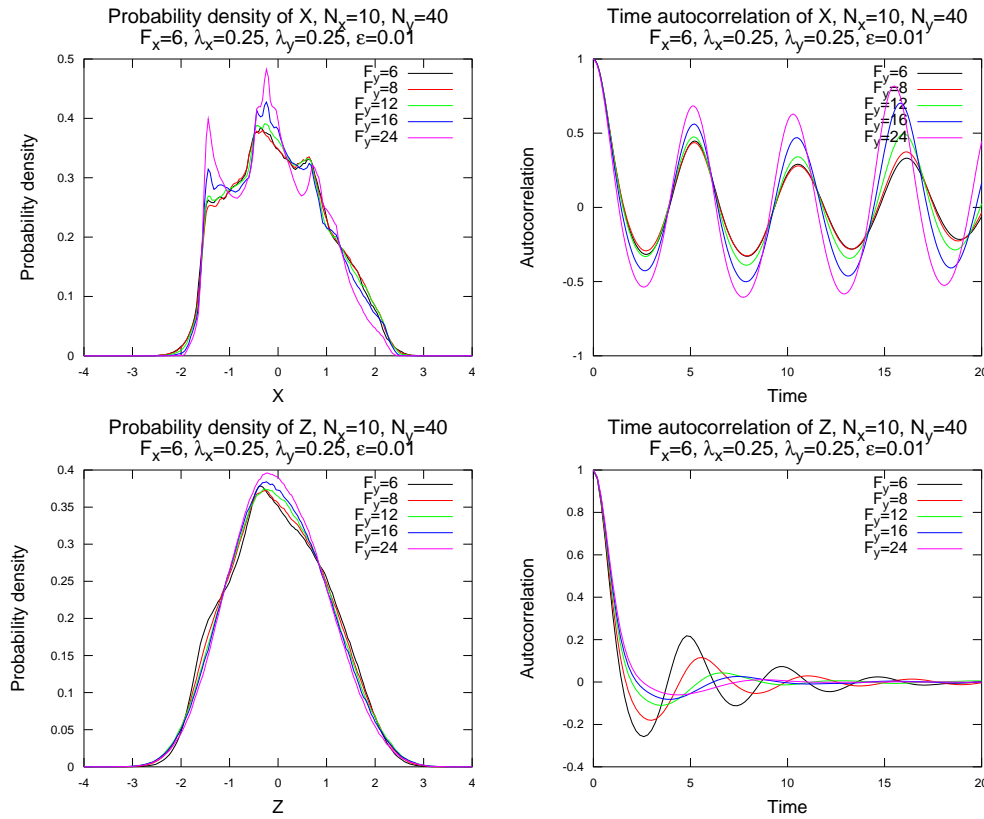 Probability density of X, N_x=10, N_y=40
F_x=6, λ_x=0.25, λ_y=0.25, ε=0.01
Probability density
0.5
0.4
0.3
0.2
0.1
0
F_y=6
F_y=8
F_y=12
F_y=16
F_y=24
-4 -3 -2 -1 0 1 2 3 4
X
Time autocorrelation of X, N_x=10, N_y=40
F_x=6, λ_x=0.25, λ_y=0.25, ε=0.01
Autocorrelation
1
0.5
0
-0.5
-1
F_y=6
F_y=8
F_y=12
F_y=16
F_y=24
0 5 10 15 20
Time
Probability density of Z, N_x=10, N_y=40
F_x=6, λ_x=0.25, λ_y=0.25, ε=0.01
Probability density
0.4
0.35
0.3
0.25
0.2
0.15
0.1
0.05
0
F_y=6
F_y=8
F_y=12
F_y=16
F_y=24
-4 -3 -2 -1 0 1 2 3 4
Z
Time autocorrelation of Z, N_x=10, N_y=40
F_x=6, λ_x=0.25, λ_y=0.25, ε=0.01
Autocorrelation
1
0.8
0.6
0.4
0.2
0
-0.2
-0.4
F_y=6
F_y=8
F_y=12
F_y=16
F_y=24
0 5 10 15 20
Time